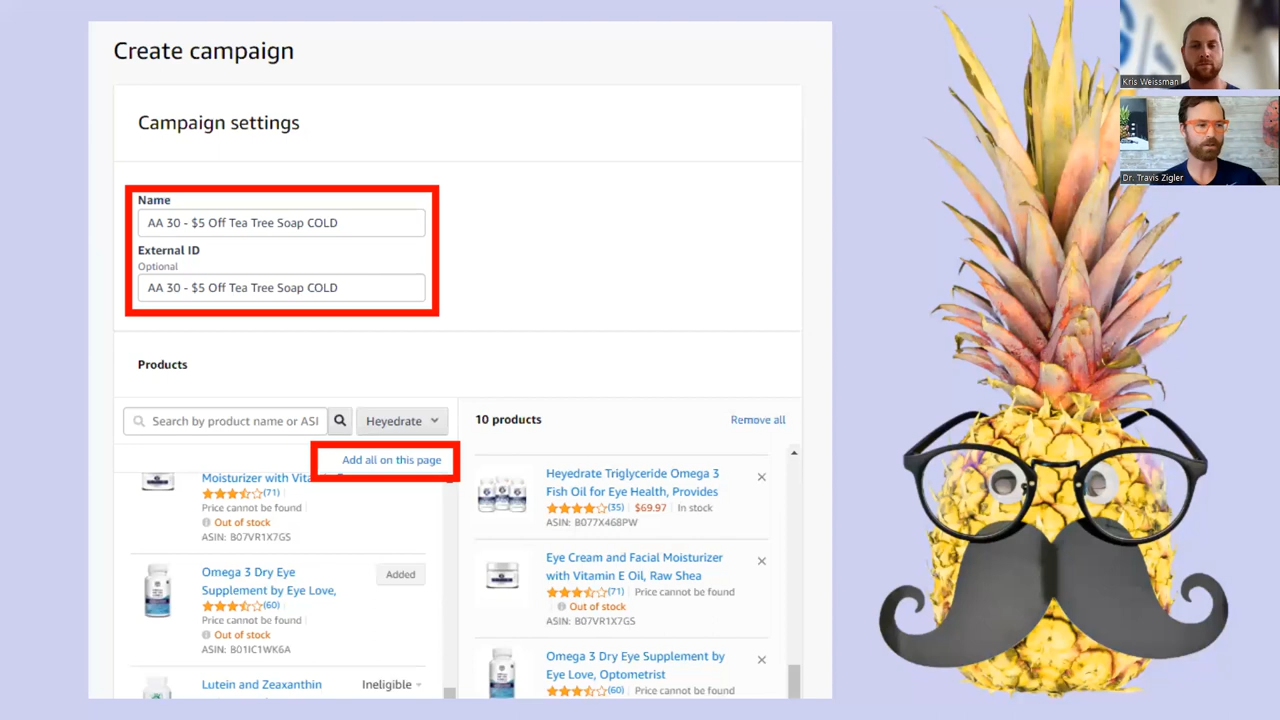 Create campaign
Campaign settings
Name
AA 30 - $5 Off Tea Tree Soap COLD
External ID
Optional
AA 30 - $5 Off Tea Tree Soap COLD
Products
Search by product name or ASI
Heyedrate
Add all on this page
Moisturizer with
(71)
Price cannot be found
Out of stock
ASIN: B07VR1X7GS
Omega 3 Dry Eye
Supplement by Eye Love,
(60)
Price cannot be found
Out of stock
ASIN: B01IC1WK6A
Added
Lutein and Zeaxanthin
Ineligible
10 products
Remove all
Heyedrate Triglyceride Omega 3
Fish Oil for Eye Health, Provides
(35) $69.97 In stock
ASIN: B077X468PW
Eye Cream and Facial Moisturizer
with Vitamin E Oil, Raw Shea
(71) Price cannot be found
Out of stock
ASIN: B07VR1X7GS
Omega 3 Dry Eye Supplement by
Eye Love, Optometrist
(60) Price cannot be found
Kris Weissman
Dr. Travis Zigler